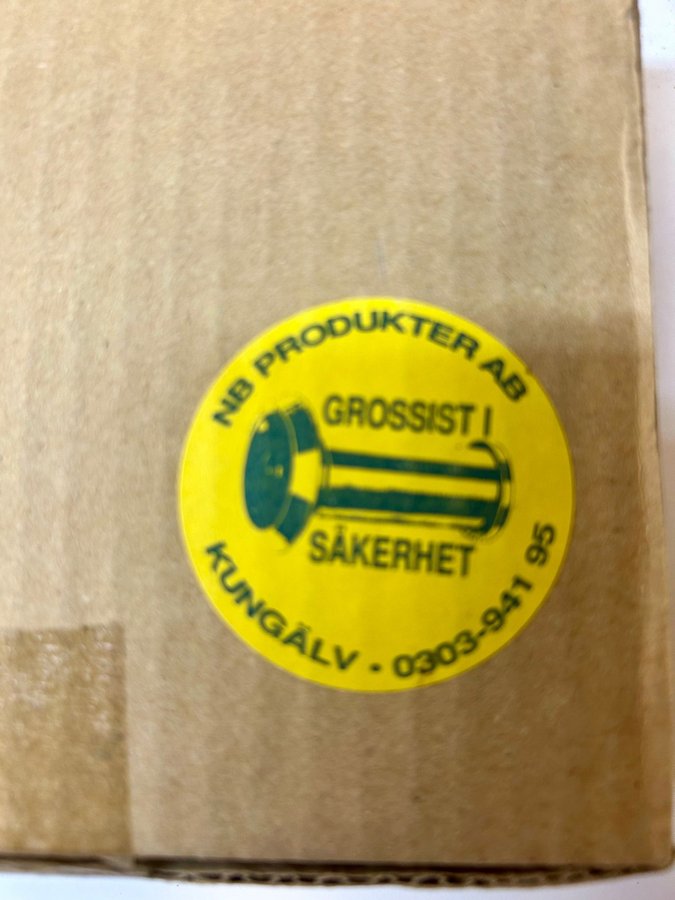 NB PRODUKTER AB
GROSSIST I
SÄKERHET
KUNGÄLV · 0303-941 95